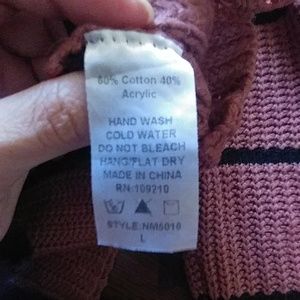 60% Cotton 40%
Acrylic
HAND WASH
COLD WATER
DO NOT BLEACH
HANG/FLAT DRY
MADE IN CHINA
RN:109210
STYLE:NM5010
L